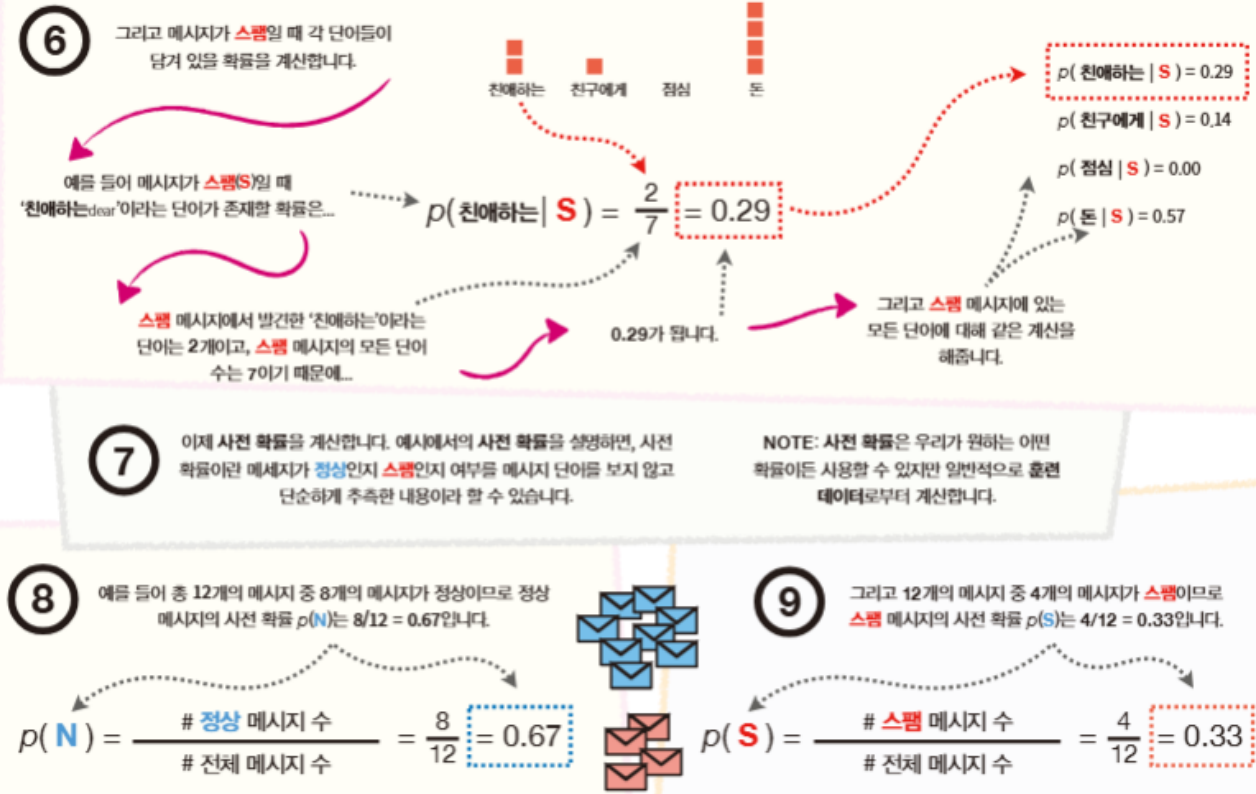 6
그리고 메시지가 스팸일 때 각 단어들이
담겨 있을 확률을 계산합니다.
친애하는 친구에게 점심 돈
p( 친애하는 | S ) = 0.29
p( 친구에게 | S ) = 0.14
p( 점심 | S ) = 0.00
p( 돈 | S ) = 0.57
예를 들어 메시지가 스팸(S)일 때
‘친애하는dear’이라는 단어가 존재할 확률은...
p(친애하는| S ) = 2/7 = 0.29
스팸 메시지에서 발견한 ‘친애하는’이라는
단어는 2개이고, 스팸 메시지의 모든 단어
수는 7이기 때문에...
0.29가 됩니다.
그리고 스팸 메시지에 있는
모든 단어에 대해 같은 계산을
해줍니다.
7
이제 사전 확률을 계산합니다. 예시에서의 사전 확률을 설명하면, 사전
확률이란 메세지가 정상인지 스팸인지 여부를 메시지 단어를 보지 않고
단순하게 추측한 내용이라 할 수 있습니다.
NOTE: 사전 확률은 우리가 원하는 어떤
확률이든 사용할 수 있지만 일반적으로 훈련
데이터로부터 계산합니다.
8
예를 들어 총 12개의 메시지 중 8개의 메시지가 정상이므로 정상
메시지의 사전 확률 p(N)는 8/12 = 0.67입니다.
p( N ) = # 정상 메시지 수 / # 전체 메시지 수 = 8/12 = 0.67
9
그리고 12개의 메시지 중 4개의 메시지가 스팸이므로
스팸 메시지의 사전 확률 p(S)는 4/12 = 0.33입니다.
p( S ) = # 스팸 메시지 수 / # 전체 메시지 수 = 4/12 = 0.33